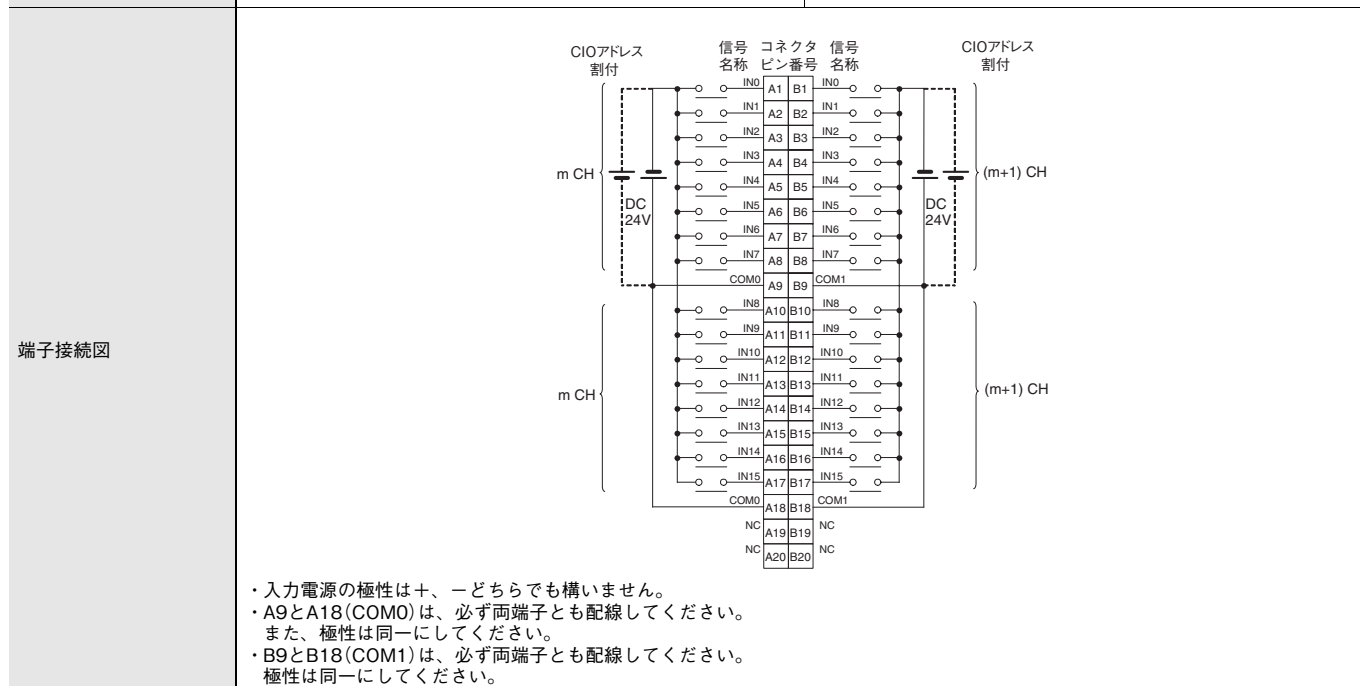 端子接続図
CIOアドレス
割付
信号
名称
コネクタ
ピン番号
信号
名称
CIOアドレス
割付
IN0 A1 B1 IN0
IN1 A2 B2 IN1
IN2 A3 B3 IN2
IN3 A4 B4 IN3
m CH
(m+1) CH
IN4 A5 B5 IN4
DC
24V
DC
24V
IN5 A6 B6 IN5
IN6 A7 B7 IN6
IN7 A8 B8 IN7
COM0 A9 B9 COM1
IN8 A10 B10 IN8
IN9 A11 B11 IN9
IN10 A12 B12 IN10
IN11 A13 B13 IN11
m CH
(m+1) CH
IN12 A14 B14 IN12
IN13 A15 B15 IN13
IN14 A16 B16 IN14
IN15 A17 B17 IN15
COM0 A18 B18 COM1
NC A19 B19 NC
NC A20 B20 NC
・入力電源の極性は＋、－どちらでも構いません。
・A9とA18(COM0)は、必ず両端子とも配線してください。
また、極性は同一にしてください。
・B9とB18(COM1)は、必ず両端子とも配線してください。
極性は同一にしてください。